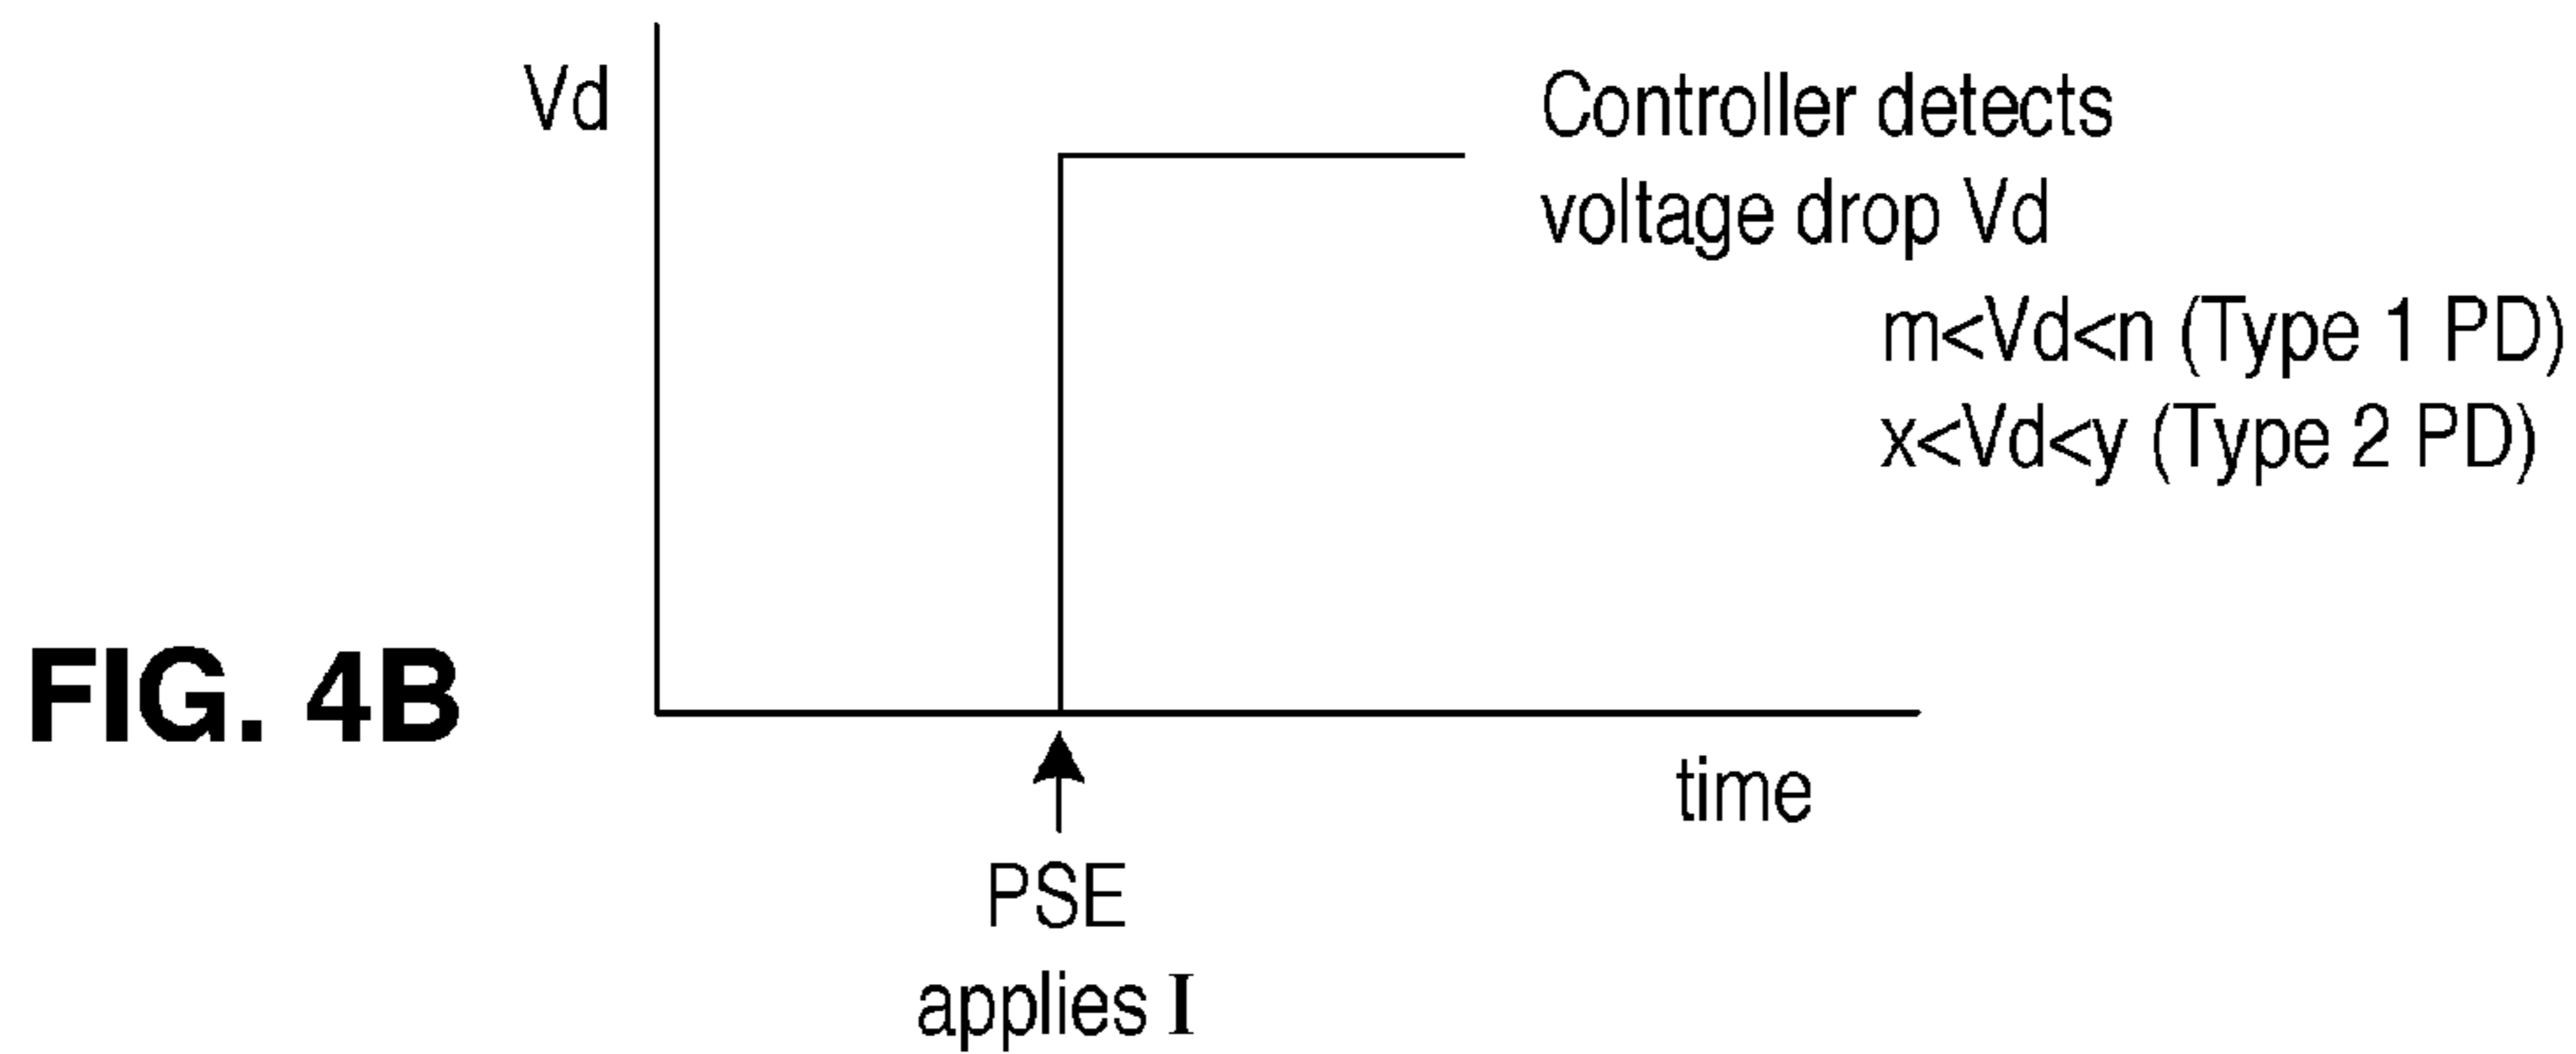 Vd
Controller detects
voltage drop Vd
m<Vd<n (Type 1 PD)
x<Vd<y (Type 2 PD)
FIG. 4B
time
PSE
applies I